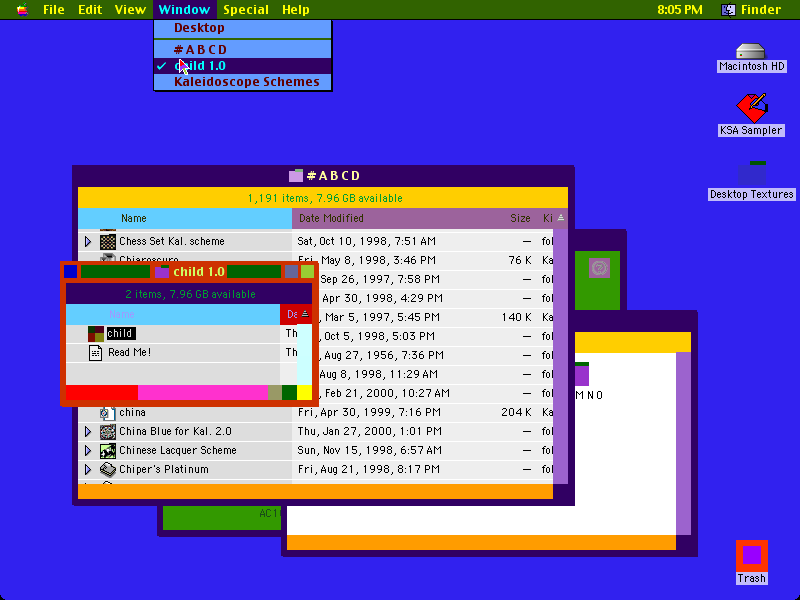 File Edit View Window Special Help 8:05 PM Finder
Desktop
#ABCD
child 1.0
Kaleidoscope Schemes
Macintosh HD
KSA Sampler
Desktop Textures
#ABCD
1,191 items, 7.96 GB available
Name Date Modified Size Ki
Chess Set Kal. scheme Sat, Oct 10, 1998, 7:51 AM — fol
Chiaroscuro Fri, May 8, 1998, 3:46 PM 76 K Ka
Sep 26, 1997, 7:58 PM — fol
Apr 30, 1998, 4:29 PM — fol
Mar 5, 1997, 5:45 PM 140 K Ka
Oct 5, 1998, 5:03 PM — fol
Aug 27, 1956, 7:36 PM — fol
Aug 8, 1998, 11:29 AM — fol
Feb 21, 2000, 10:27 AM — fol
china Fri, Apr 30, 1999, 7:16 PM 204 K Ka
China Blue for Kal. 2.0 Thu, Jan 27, 2000, 1:01 PM — fol
Chinese Lacquer Scheme Sun, Nov 15, 1998, 6:57 AM — fol
Chiper's Platinum Fri, Aug 21, 1998, 8:17 PM — fol
child 1.0
2 items, 7.96 GB available
Name Da
child Th
Read Me! Th
M N O
AC1
Trash